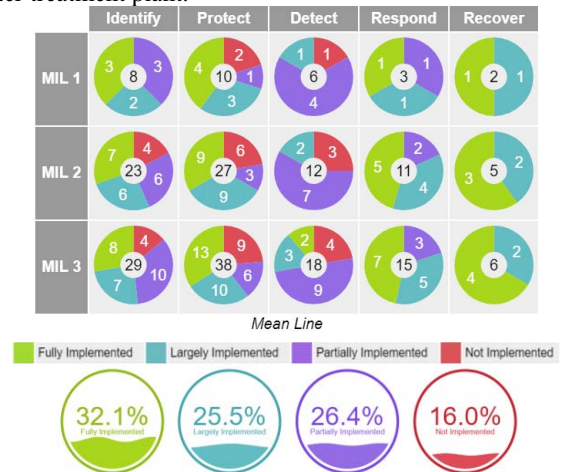 ter treatment plant.
Identify Protect Detect Respond Recover
MIL 1
3 3 2 8
4 2 1 3 10
1 1 4 6
1 1 1 3
1 1 2
MIL 2
7 4 6 6 23
9 6 3 9 27
2 3 7 12
5 2 4 11
3 2 5
MIL 3
8 4 10 7 29
13 9 6 10 38
3 2 4 9 18
7 3 5 15
4 2 6
Mean Line
Fully Implemented Largely Implemented Partially Implemented Not Implemented
32.1% 25.5% 26.4% 16.0%
Fully Implemented Largely Implemented Partially Implemented Not Implemented